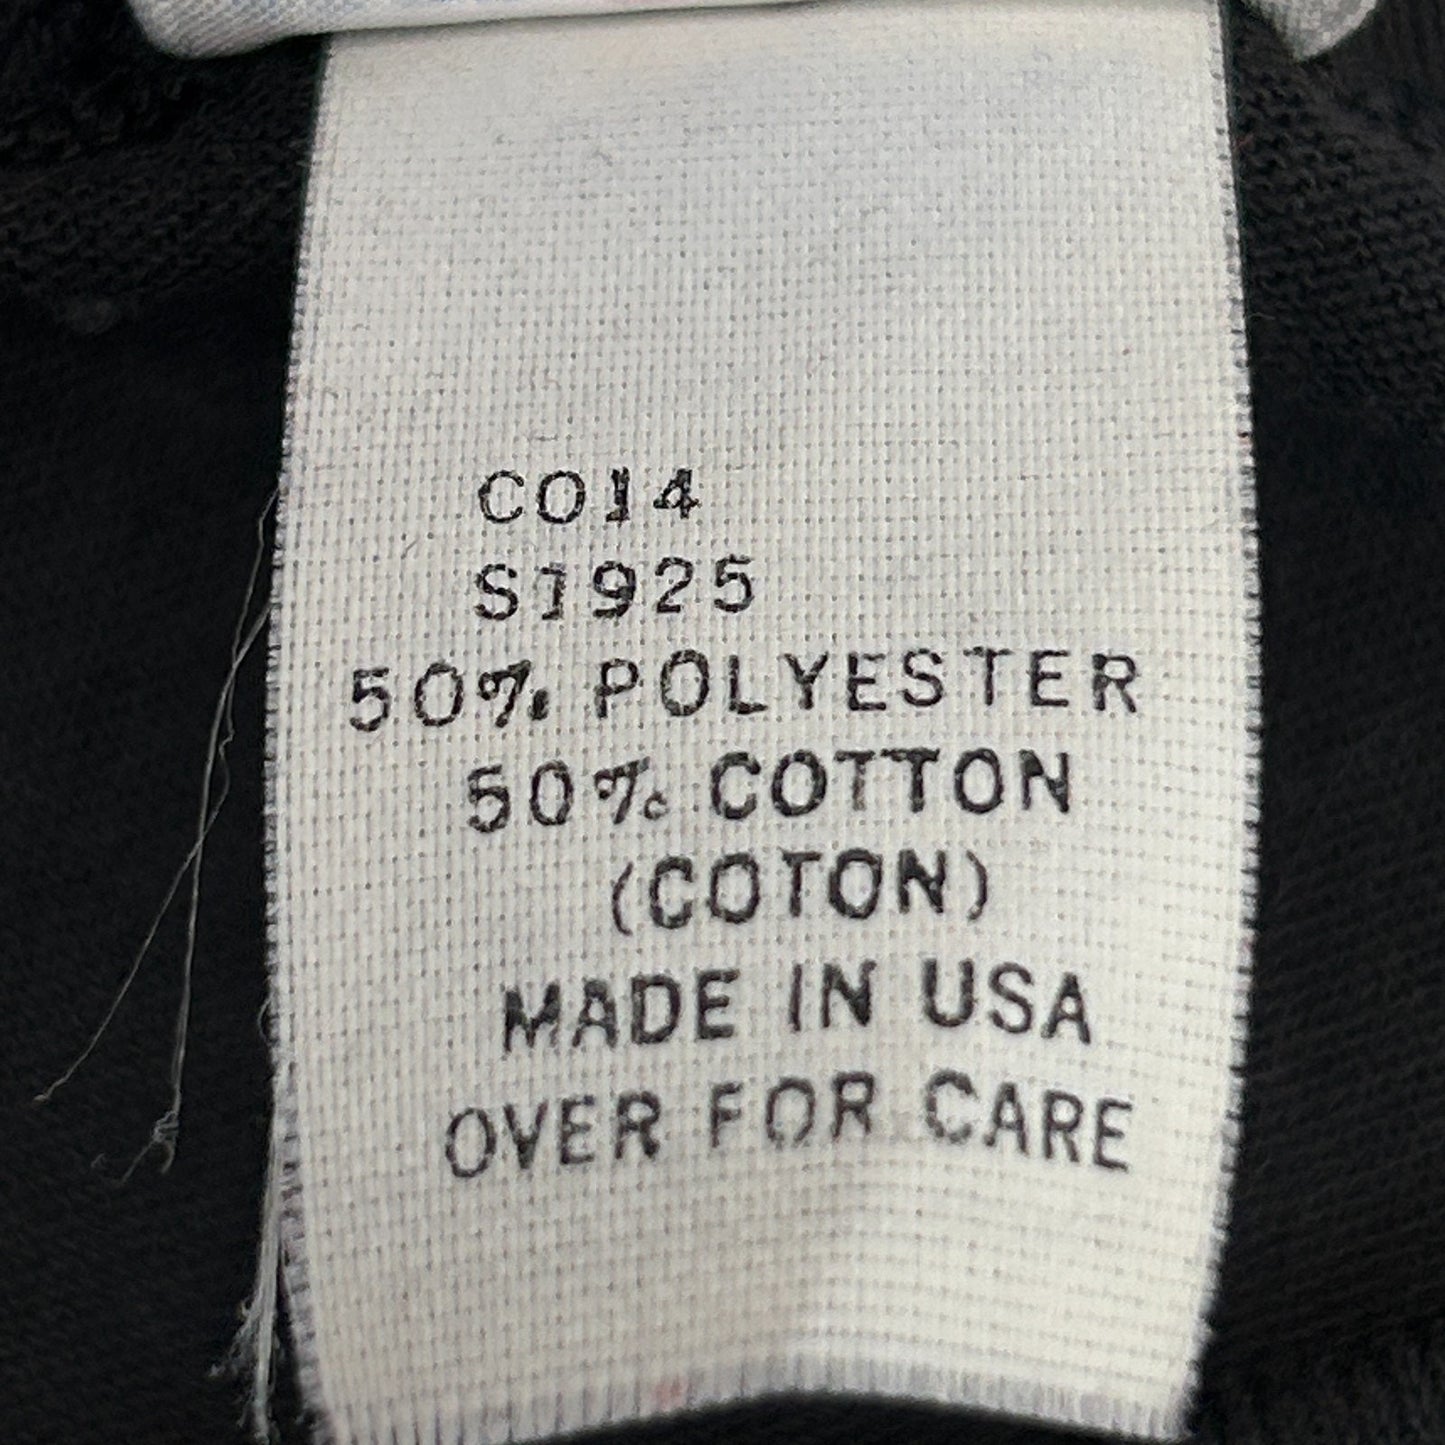 CO14
S1925
50% POLYESTER
50% COTTON
(COTON)
MADE IN USA
OVER FOR CARE